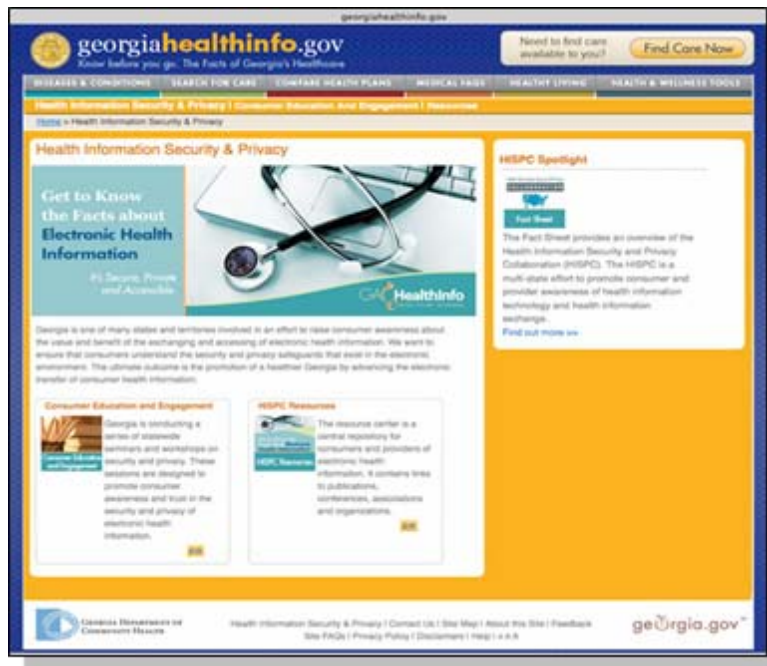 georgiahealthinfo.gov
georgiahealthinfo.gov
Know before you go. The Facts of Georgia's Healthcare
Need to find care
available to you?
Find Care Now
DISEASES & CONDITIONS SEARCH FOR CARE COMPARE HEALTH PLANS MEDICAL FAQS HEALTHY LIVING HEALTH & WELLNESS TOOLS
Health Information Security & Privacy | Consumer Education And Engagement | Resources
Home > Health Information Security & Privacy
Health Information Security & Privacy
Get to Know
the Facts about
Electronic Health
Information
It's Secure, Private
and Accessible.
GA HealthInfo
Georgia is one of many states and territories involved in an effort to raise consumer awareness about
the value and benefit of the exchanging and accessing of electronic health information. We want to
ensure that consumers understand the security and privacy safeguards that exist in the electronic
environment. The ultimate outcome is the promotion of a healthier Georgia by advancing the electronic
transfer of consumer health information.
Consumer Education and Engagement
Consumer Education
and Engagement
Georgia is conducting a
series of statewide
seminars and workshops on
security and privacy. These
sessions are designed to
promote consumer
awareness and trust in the
security and privacy of
electronic health
information.
HISPC Resources
HISPC Resources
The resource center is a
central repository for
consumers and providers of
electronic health
information. It contains links
to publications,
conferences, associations
and organizations.
HISPC Spotlight
Fact Sheet
The Fact Sheet provides an overview of the
Health Information Security and Privacy
Collaboration (HISPC). The HISPC is a
multi-state effort to promote consumer and
provider awareness of health information
technology and health information
exchange.
Find out more >>
GEORGIA DEPARTMENT OF
COMMUNITY HEALTH
Health Information Security & Privacy | Contact Us | Site Map | About this Site | Feedback
Site FAQs | Privacy Policy | Disclaimers | Help | A A A
georgia.gov™